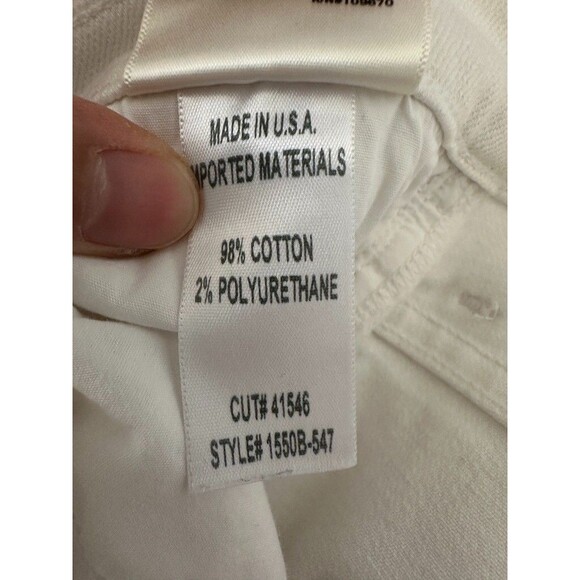 MADE IN U.S.A.
MPORTED MATERIALS
98% COTTON
2% POLYURETHANE
CUT# 41546
STYLE# 1550B-547